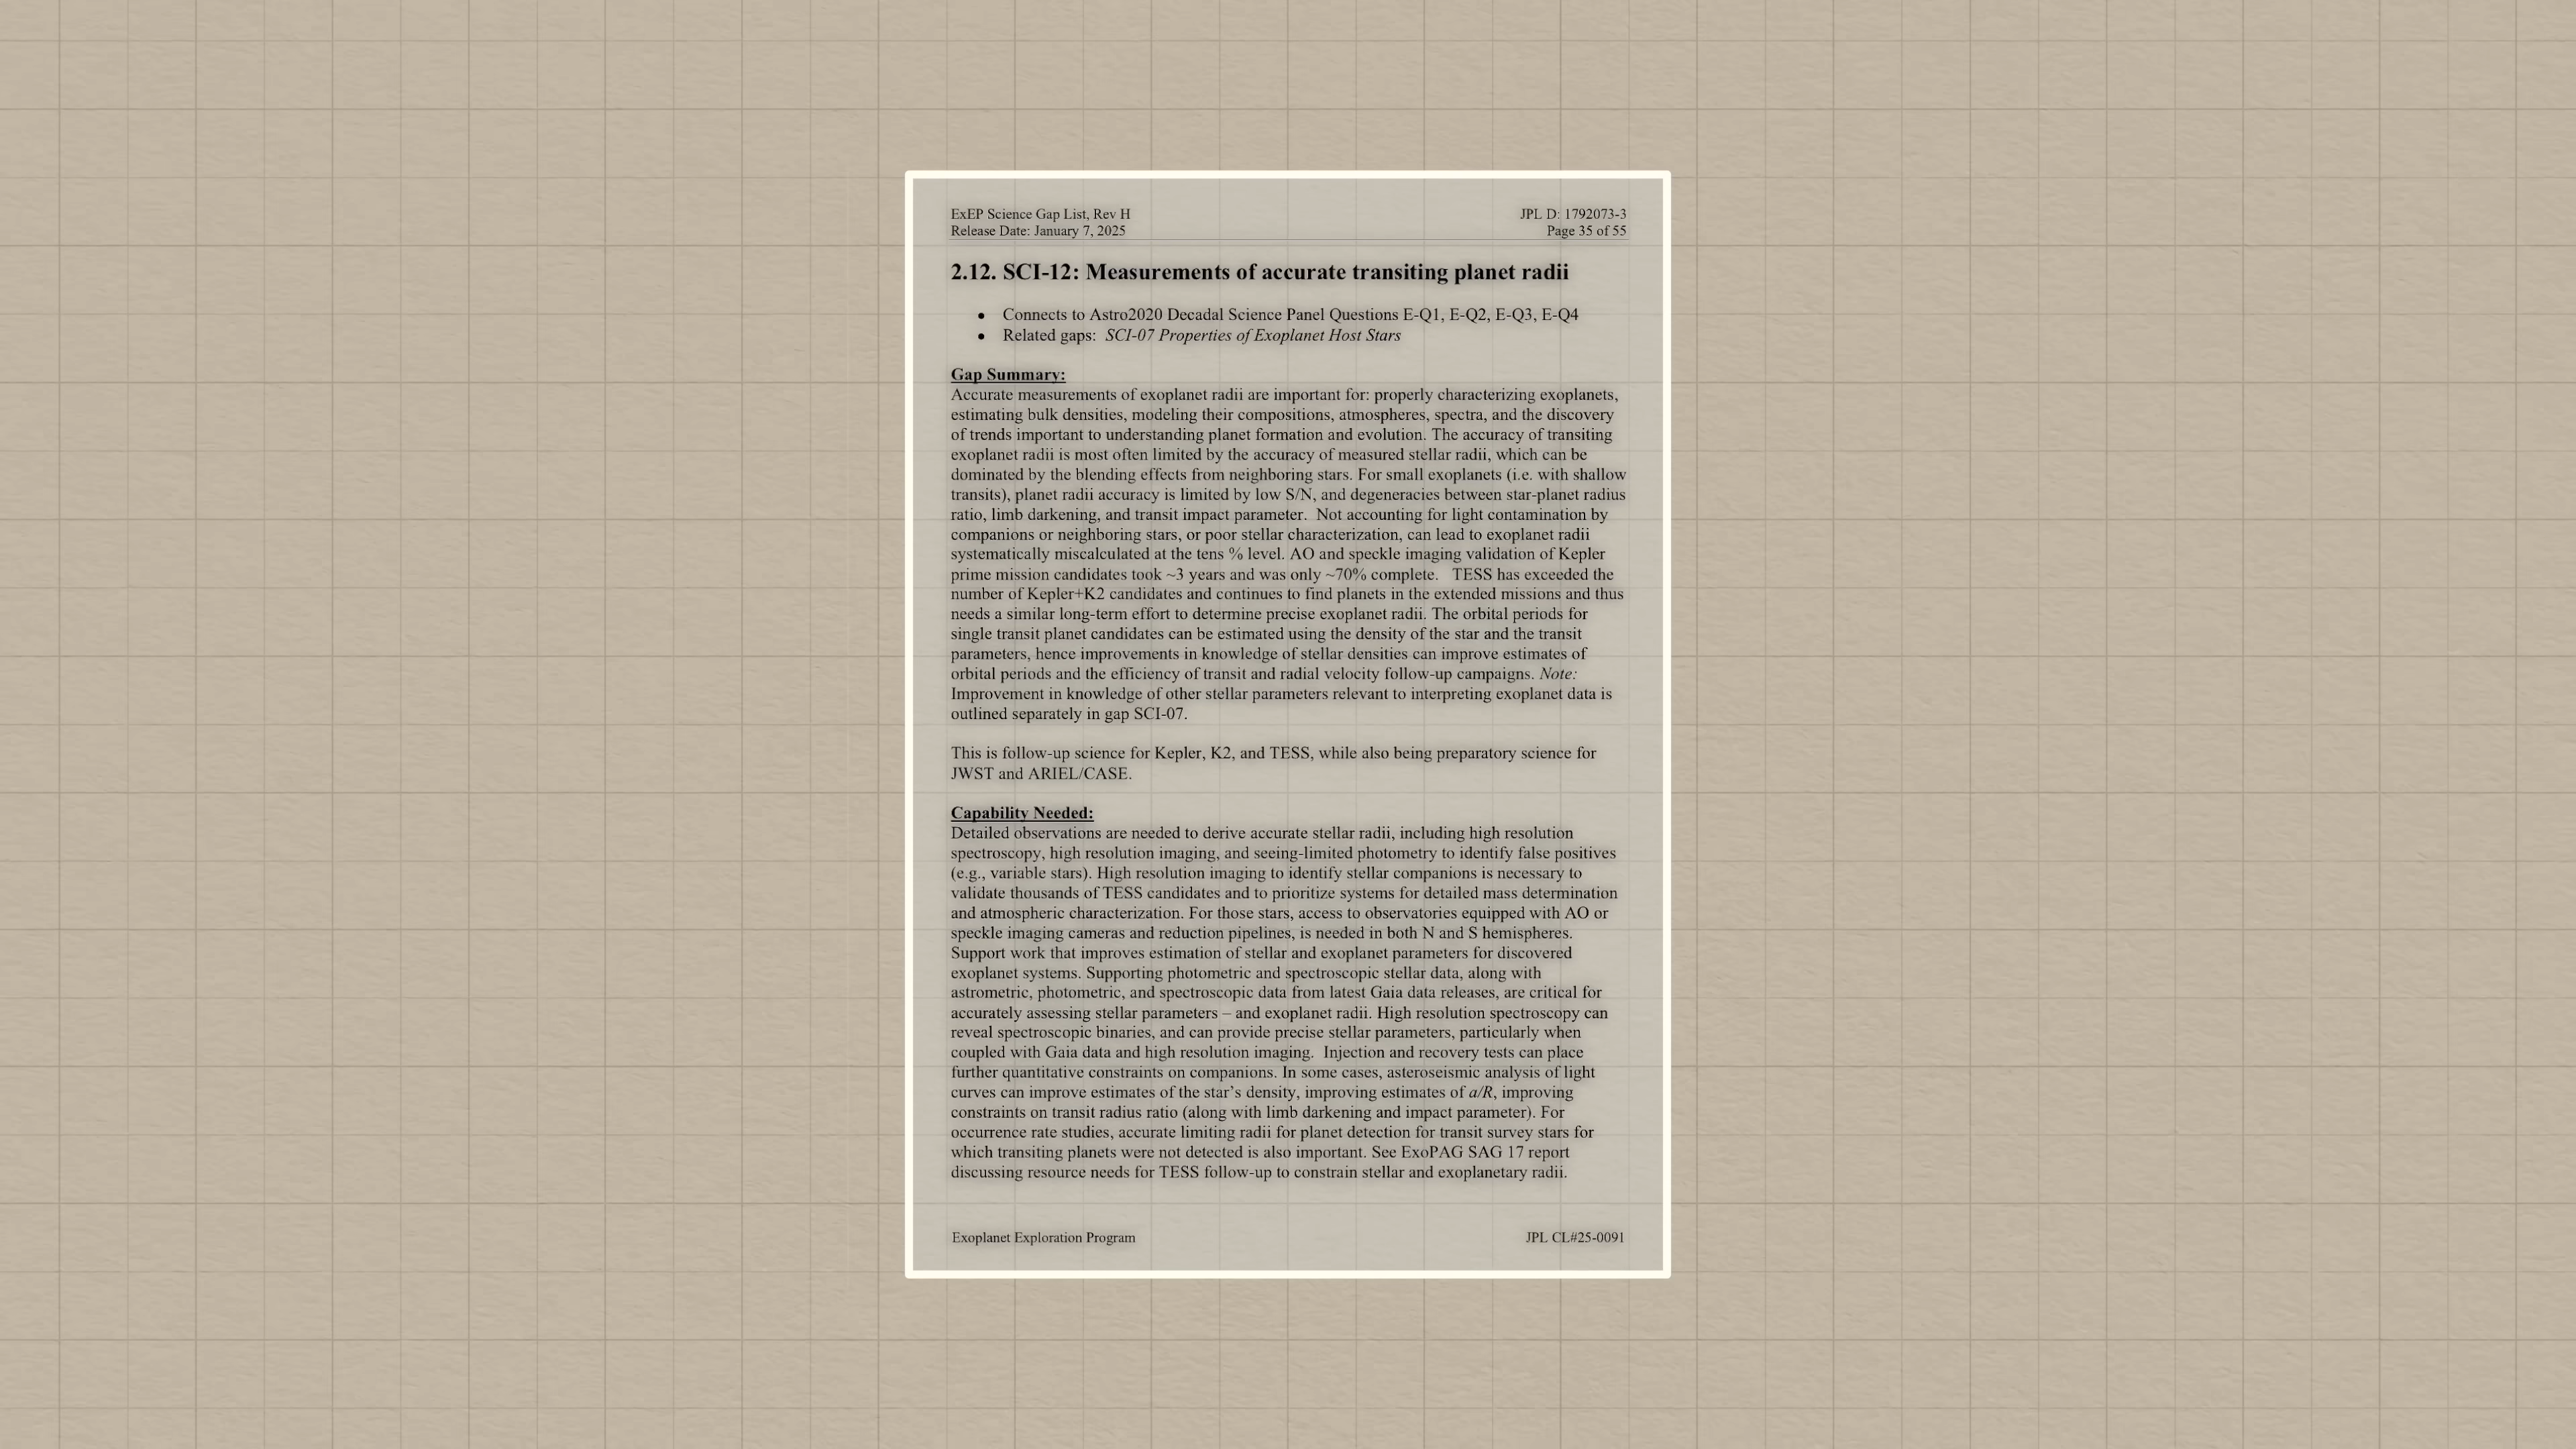 ExEP Science Gap List, Rev H
JPL D: 1792073-3
Release Date: January 7, 2025
Page 35 of 55
2.12. SCI-12: Measurements of accurate transiting planet radii
• Connects to Astro2020 Decadal Science Panel Questions E-Q1, E-Q2, E-Q3, E-Q4
• Related gaps: SCI-07 Properties of Exoplanet Host Stars
Gap Summary:
Accurate measurements of exoplanet radii are important for: properly characterizing exoplanets,
estimating bulk densities, modeling their compositions, atmospheres, spectra, and the discovery
of trends important to understanding planet formation and evolution. The accuracy of transiting
exoplanet radii is most often limited by the accuracy of measured stellar radii, which can be
dominated by the blending effects from neighboring stars. For small exoplanets (i.e. with shallow
transits), planet radii accuracy is limited by low S/N, and degeneracies between star-planet radius
ratio, limb darkening, and transit impact parameter. Not accounting for light contamination by
companions or neighboring stars, or poor stellar characterization, can lead to exoplanet radii
systematically miscalculated at the tens % level. AO and speckle imaging validation of Kepler
prime mission candidates took ~3 years and was only ~70% complete. TESS has exceeded the
number of Kepler+K2 candidates and continues to find planets in the extended missions and thus
needs a similar long-term effort to determine precise exoplanet radii. The orbital periods for
single transit planet candidates can be estimated using the density of the star and the transit
parameters, hence improvements in knowledge of stellar densities can improve estimates of
orbital periods and the efficiency of transit and radial velocity follow-up campaigns. Note:
Improvement in knowledge of other stellar parameters relevant to interpreting exoplanet data is
outlined separately in gap SCI-07.
This is follow-up science for Kepler, K2, and TESS, while also being preparatory science for
JWST and ARIEL/CASE.
Capability Needed:
Detailed observations are needed to derive accurate stellar radii, including high resolution
spectroscopy, high resolution imaging, and seeing-limited photometry to identify false positives
(e.g., variable stars). High resolution imaging to identify stellar companions is necessary to
validate thousands of TESS candidates and to prioritize systems for detailed mass determination
and atmospheric characterization. For those stars, access to observatories equipped with AO or
speckle imaging cameras and reduction pipelines, is needed in both N and S hemispheres.
Support work that improves estimation of stellar and exoplanet parameters for discovered
exoplanet systems. Supporting photometric and spectroscopic stellar data, along with
astrometric, photometric, and spectroscopic data from latest Gaia data releases, are critical for
accurately assessing stellar parameters – and exoplanet radii. High resolution spectroscopy can
reveal spectroscopic binaries, and can provide precise stellar parameters, particularly when
coupled with Gaia data and high resolution imaging. Injection and recovery tests can place
further quantitative constraints on companions. In some cases, asteroseismic analysis of light
curves can improve estimates of the star’s density, improving estimates of a/R, improving
constraints on transit radius ratio (along with limb darkening and impact parameter). For
occurrence rate studies, accurate limiting radii for planet detection for transit survey stars for
which transiting planets were not detected is also important. See ExoPAG SAG 17 report
discussing resource needs for TESS follow-up to constrain stellar and exoplanetary radii.
Exoplanet Exploration Program
JPL CL#25-0091